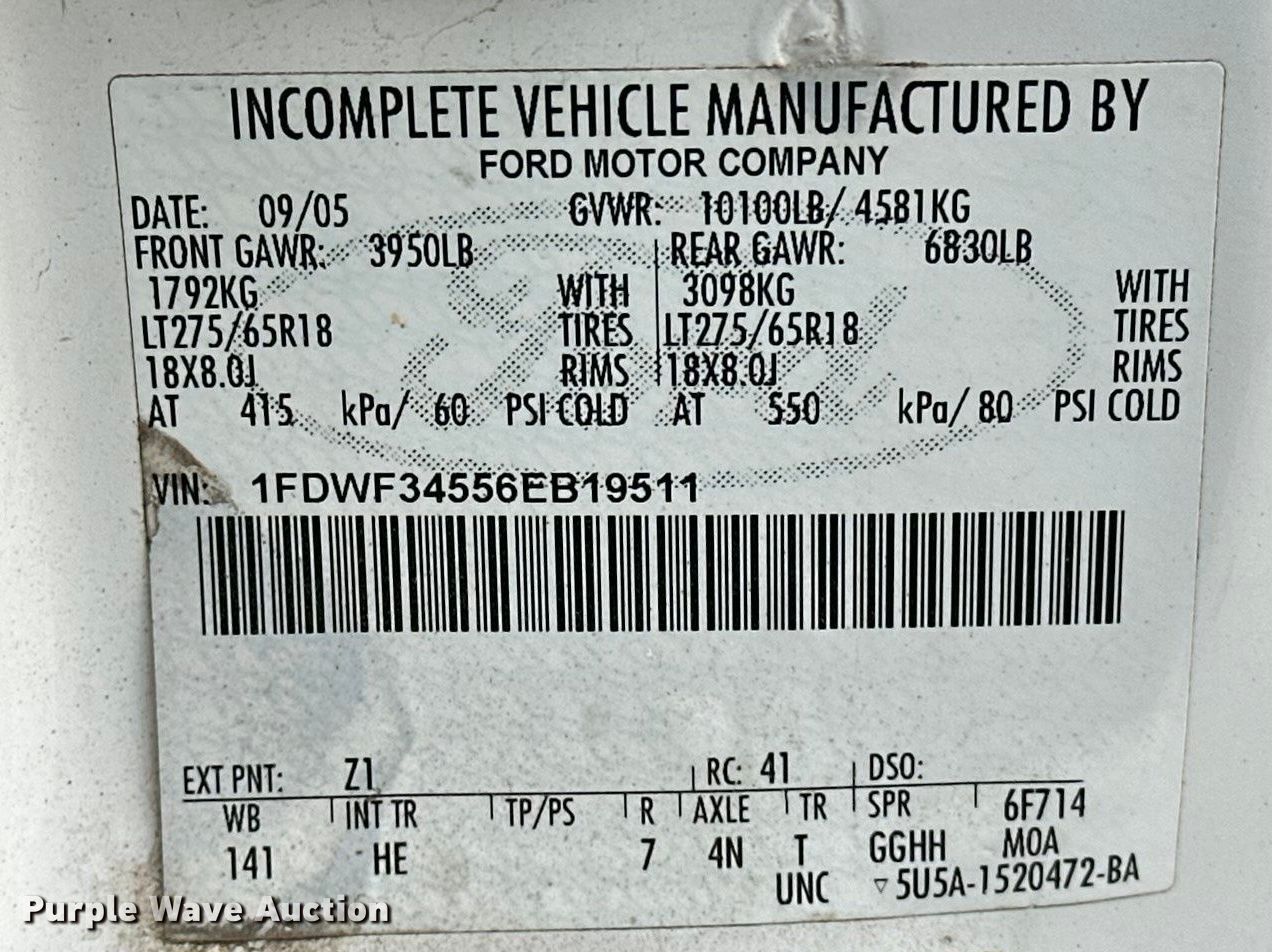 INCOMPLETE VEHICLE MANUFACTURED BY
FORD MOTOR COMPANY
DATE: 09/05 GVWR: 10100LB/ 4581KG
FRONT GAWR: 3950LB REAR GAWR: 6830LB
1792KG WITH 3098KG WITH
LT275/65R18 TIRES LT275/65R18 TIRES
18X8.0J RIMS 18X8.0J RIMS
AT 415 kPa/ 60 PSI COLD AT 550 kPa/ 80 PSI COLD
VIN: 1FDWF34556EB19511
EXT PNT: Z1 RC: 41 DSO:
WB INT TR TP/PS R AXLE TR SPR 6F714
141 HE 7 4N T GGHH MOA
UNC ▽5U5A-1520472-BA
Purple Wave Auction